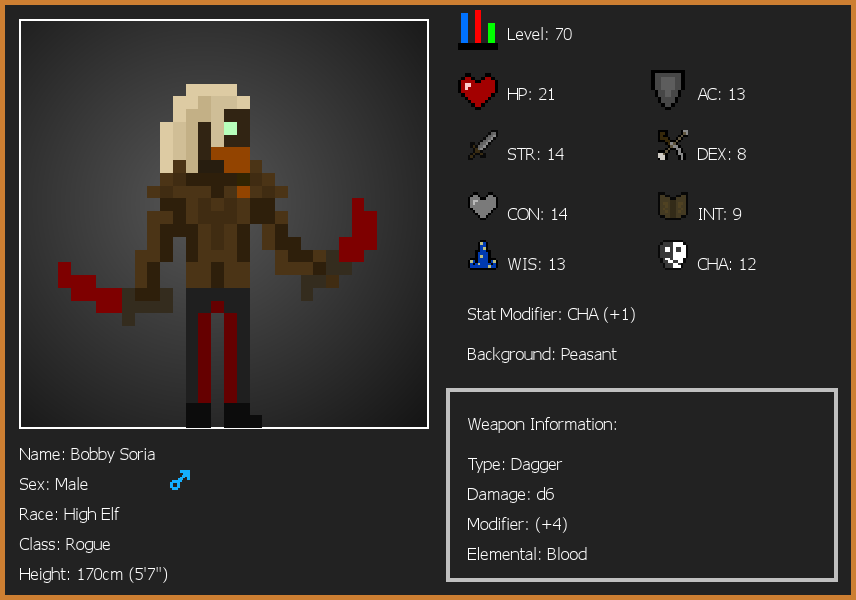 Level: 70
HP: 21
AC: 13
STR: 14
DEX: 8
CON: 14
INT: 9
WIS: 13
CHA: 12
Stat Modifier: CHA (+1)
Background: Peasant
Weapon Information:
Type: Dagger
Damage: d6
Modifier: (+4)
Elemental: Blood
Name: Bobby Soria
Sex: Male
Race: High Elf
Class: Rogue
Height: 170cm (5'7")